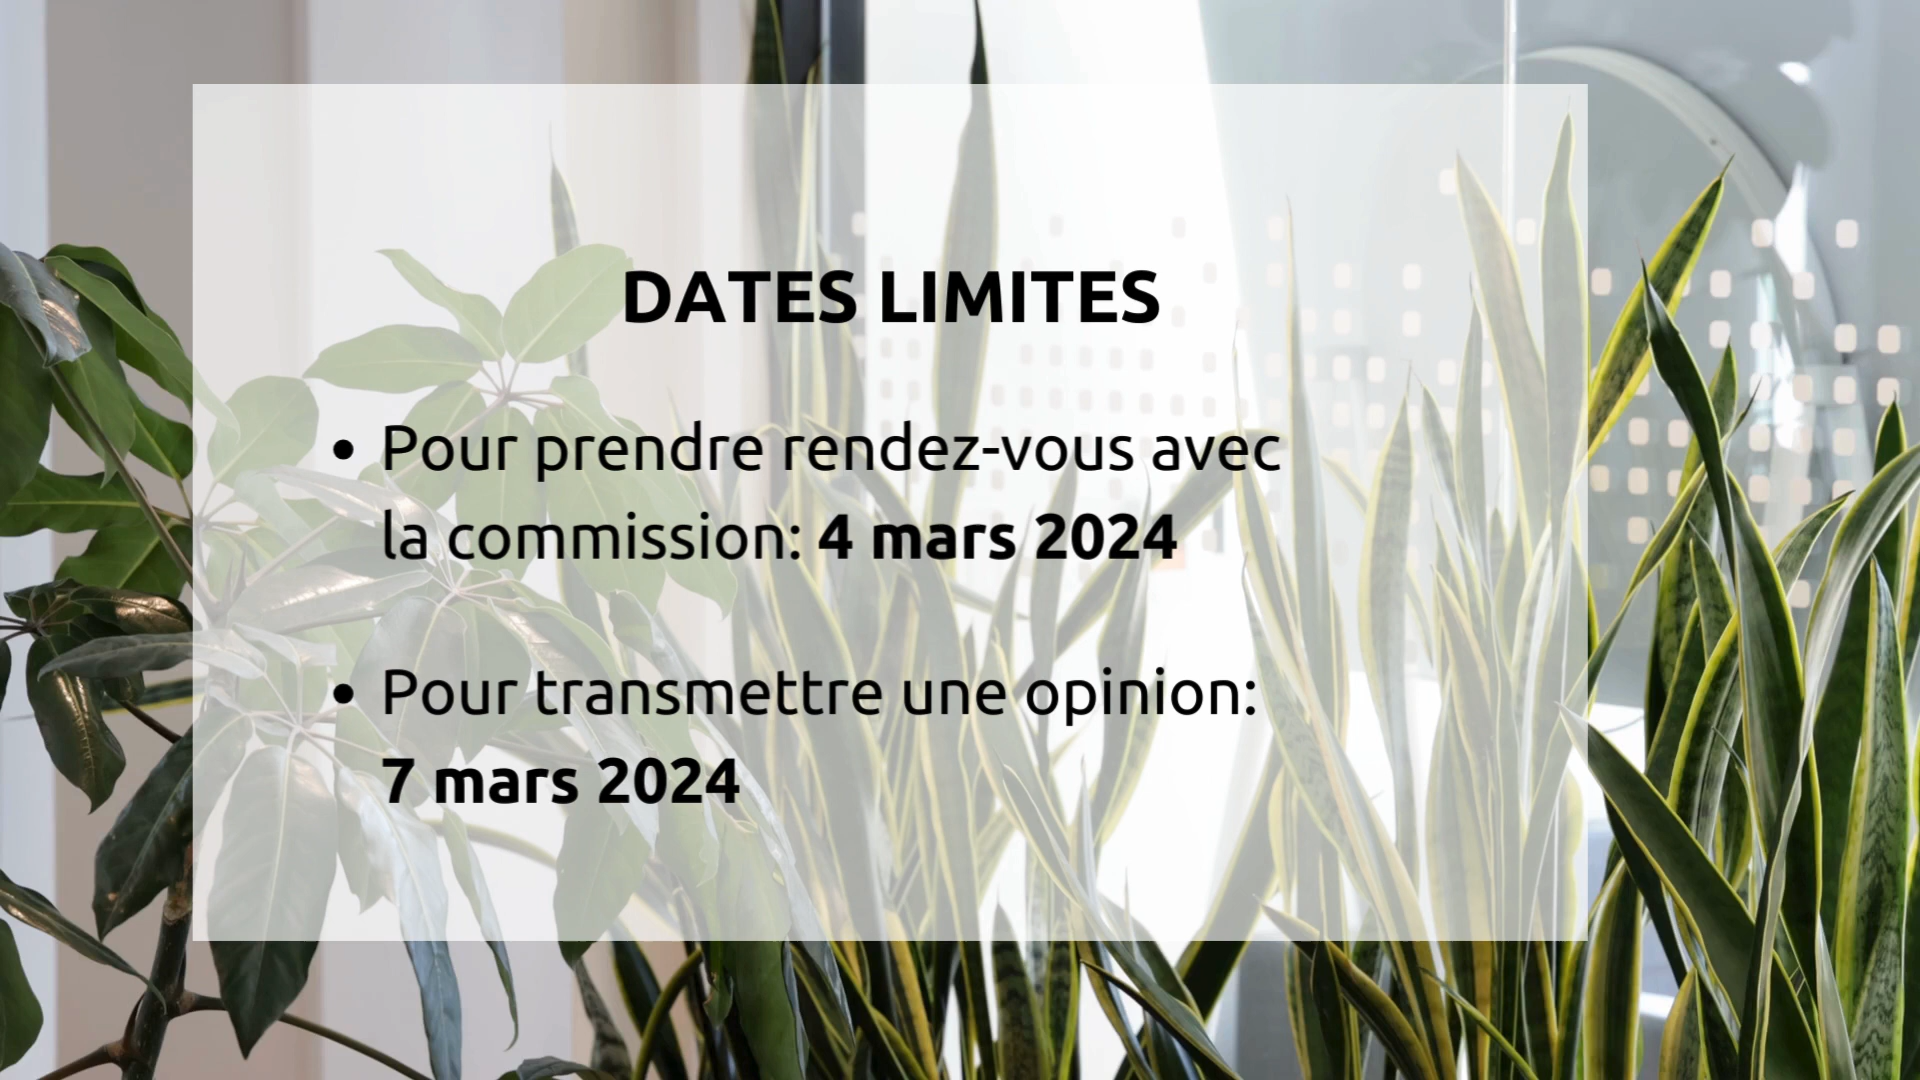 DATES LIMITES
• Pour prendre rendez-vous avec
la commission: 4 mars 2024
• Pour transmettre une opinion:
7 mars 2024